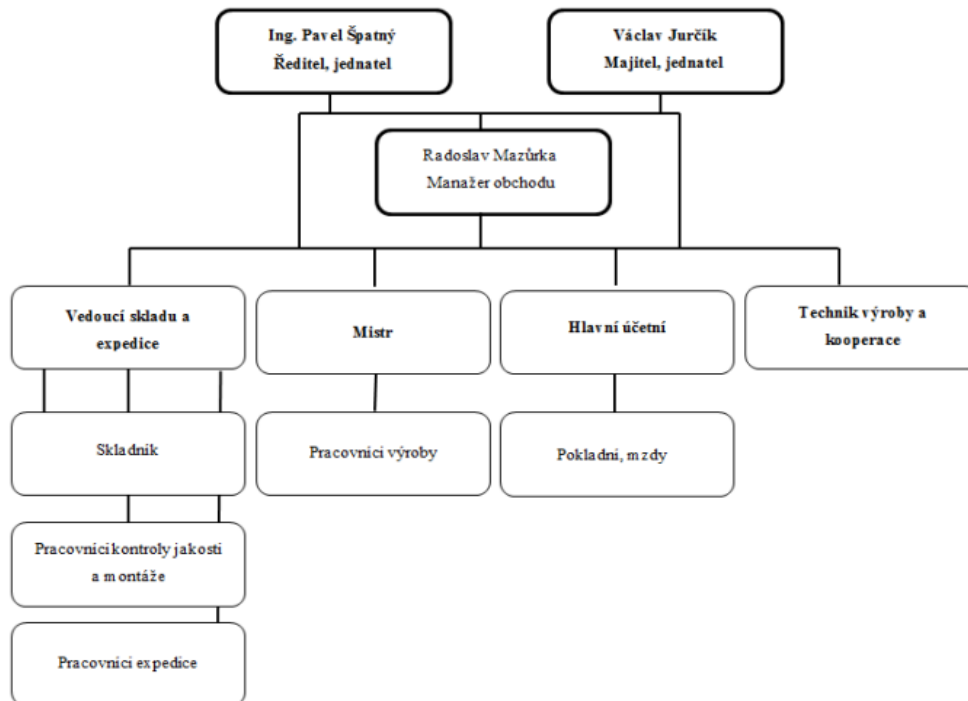 Ing. Pavel Špatný
Ředitel, jednatel
Václav Jurčík
Majitel, jednatel
Radoslav Mazůrka
Manažer obchodu
Vedoucí skladu a
expedice
Mistr
Hlavní účetní
Technik výroby a
kooperace
Skladník
Pracovníci výroby
Pokladní, mzdy
Pracovníci kontroly jakosti
a montáže
Pracovníci expedice